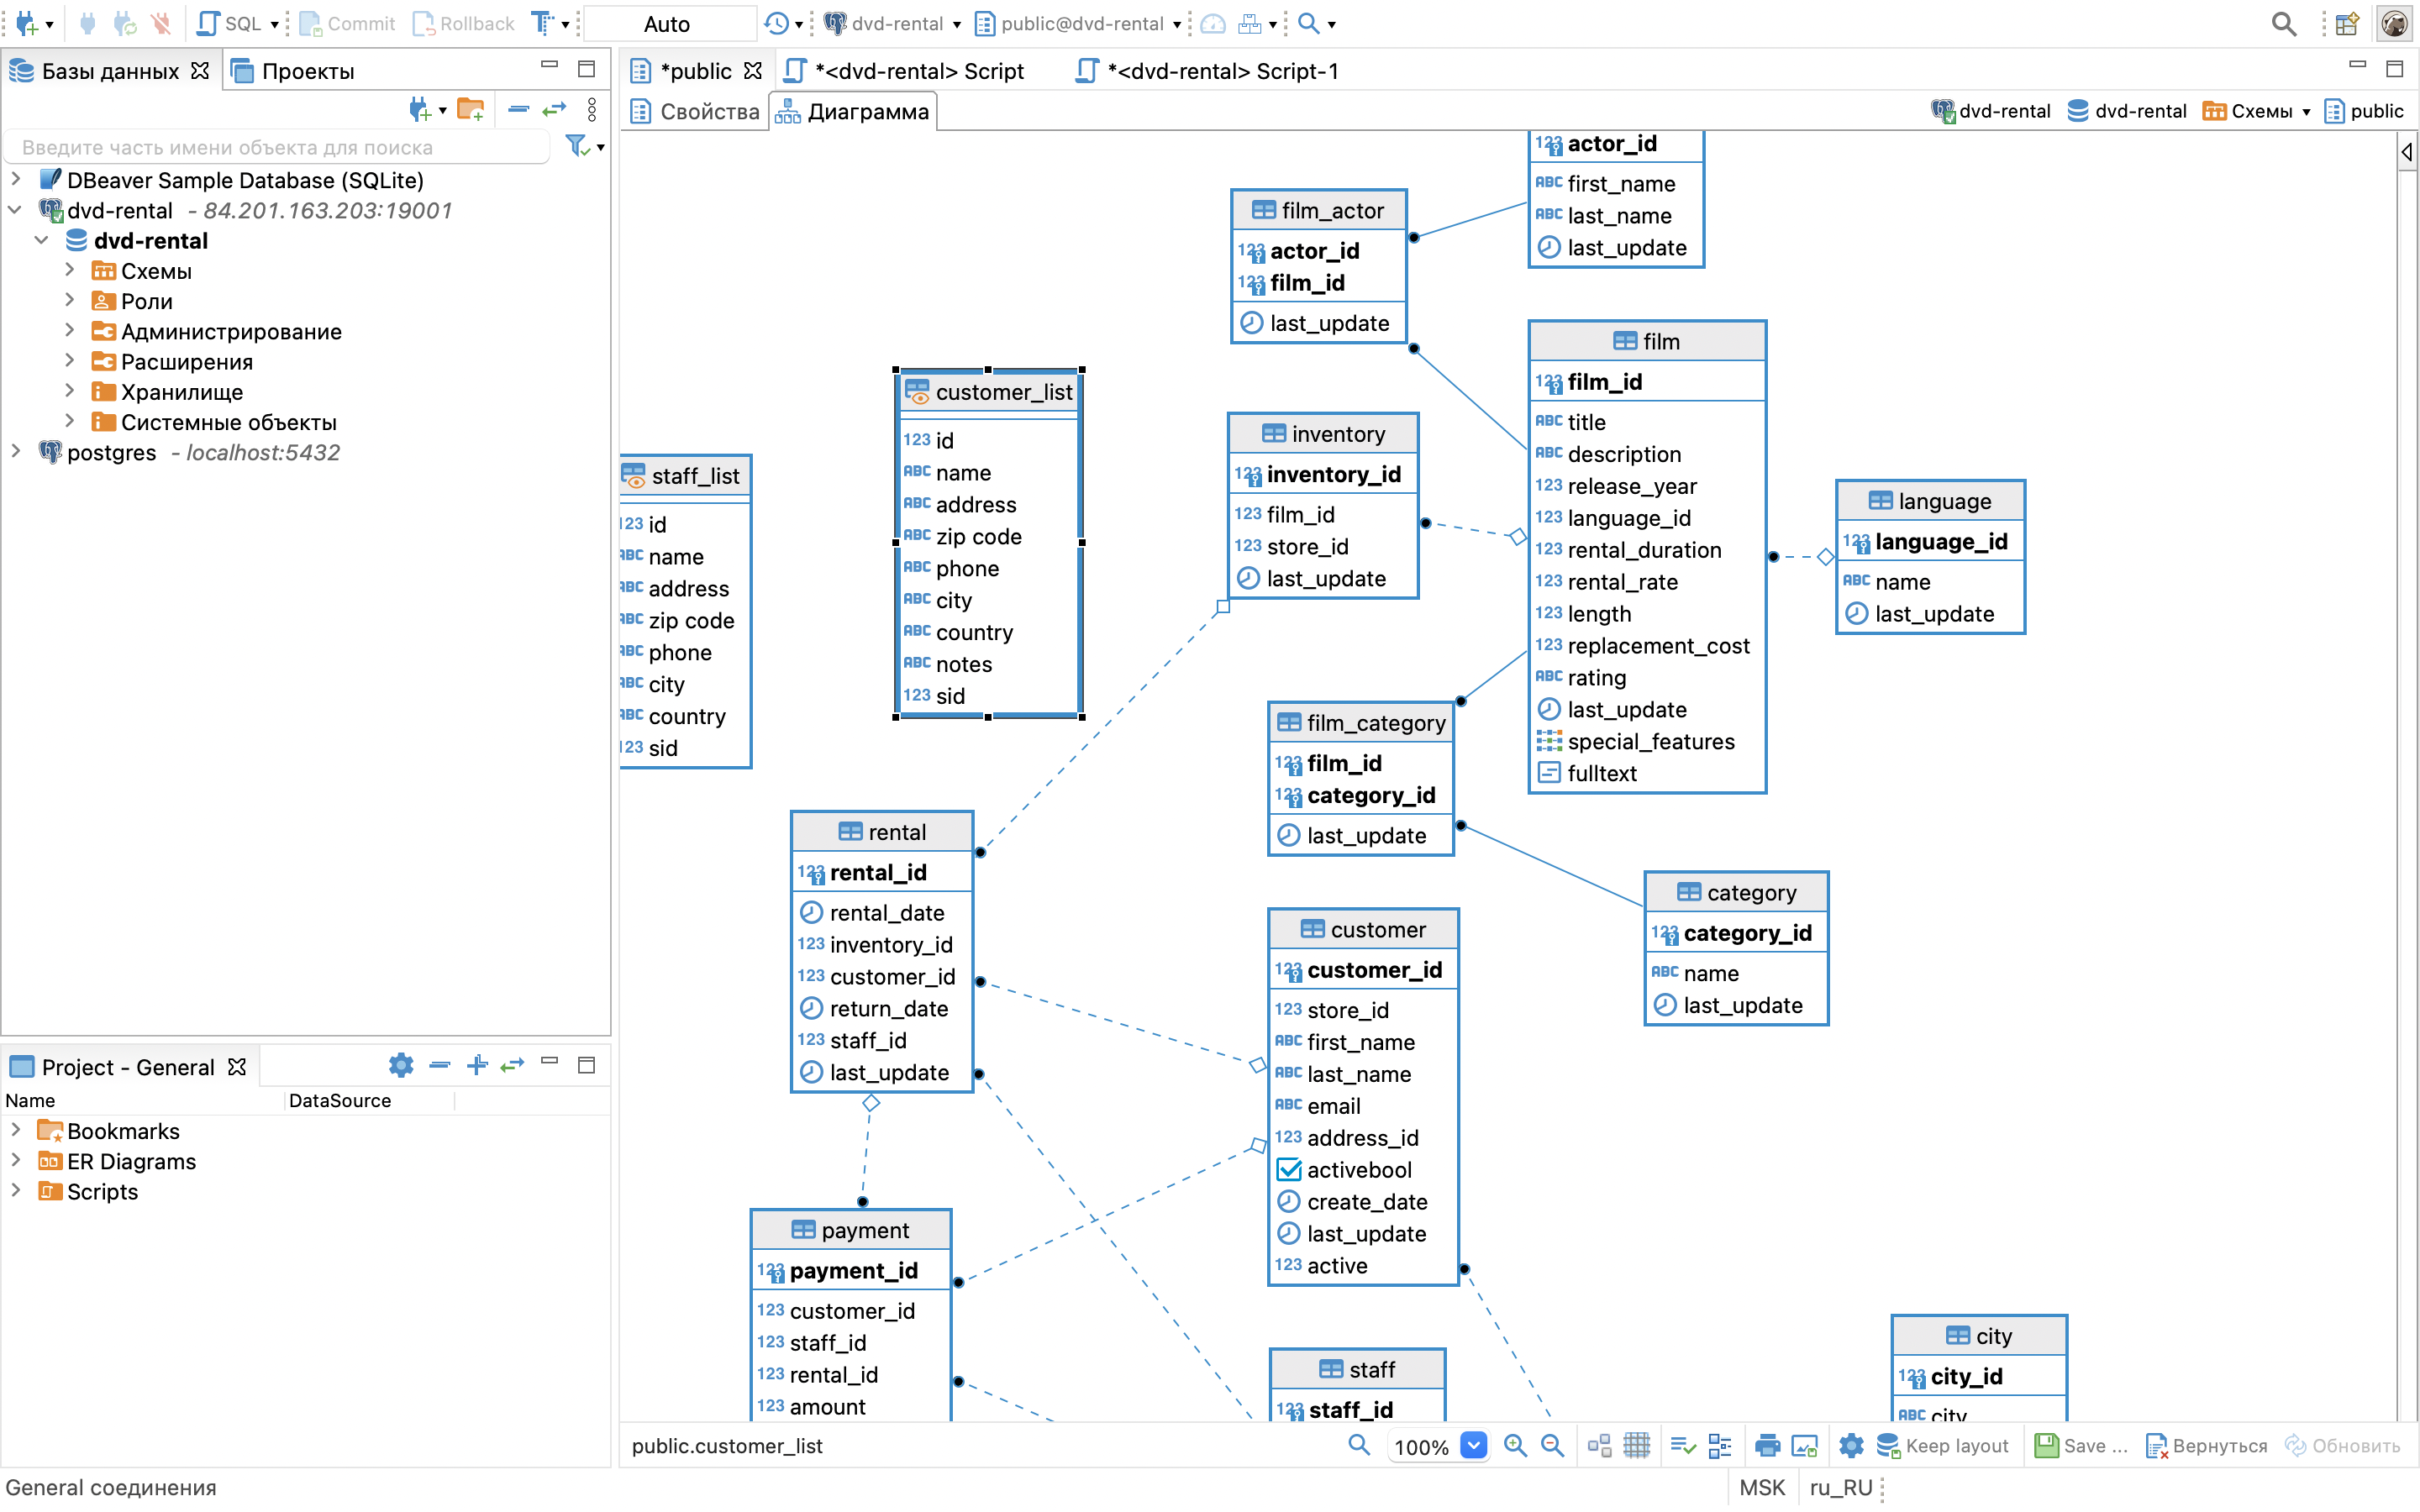 SQL Commit Rollback Auto dvd-rental public@dvd-rental
Базы данных Проекты
Введите часть имени объекта для поиска
DBeaver Sample Database (SQLite)
dvd-rental - 84.201.163.203:19001
dvd-rental
Схемы
Роли
Администрирование
Расширения
Хранилище
Системные объекты
postgres - localhost:5432
Project - General
Name DataSource
Bookmarks
ER Diagrams
Scripts
*public *<dvd-rental> Script *<dvd-rental> Script-1
Свойства Диаграмма dvd-rental dvd-rental Схемы public
actor_id
first_name
last_name
last_update
film_actor
actor_id
film_id
last_update
film
film_id
title
description
release_year
language_id
rental_duration
rental_rate
length
replacement_cost
rating
last_update
special_features
fulltext
customer_list
id
name
address
zip code
phone
city
country
notes
sid
inventory
inventory_id
film_id
store_id
last_update
staff_list
id
name
address
zip code
phone
city
country
sid
language
language_id
name
last_update
film_category
film_id
category_id
last_update
rental
rental_id
rental_date
inventory_id
customer_id
return_date
staff_id
last_update
category
category_id
name
last_update
customer
customer_id
store_id
first_name
last_name
email
address_id
activebool
create_date
last_update
active
payment
payment_id
customer_id
staff_id
rental_id
amount
staff
staff_id
city
city_id
city
public.customer_list 100% Keep layout Save ... Вернуться Обновить
General соединения MSK ru_RU